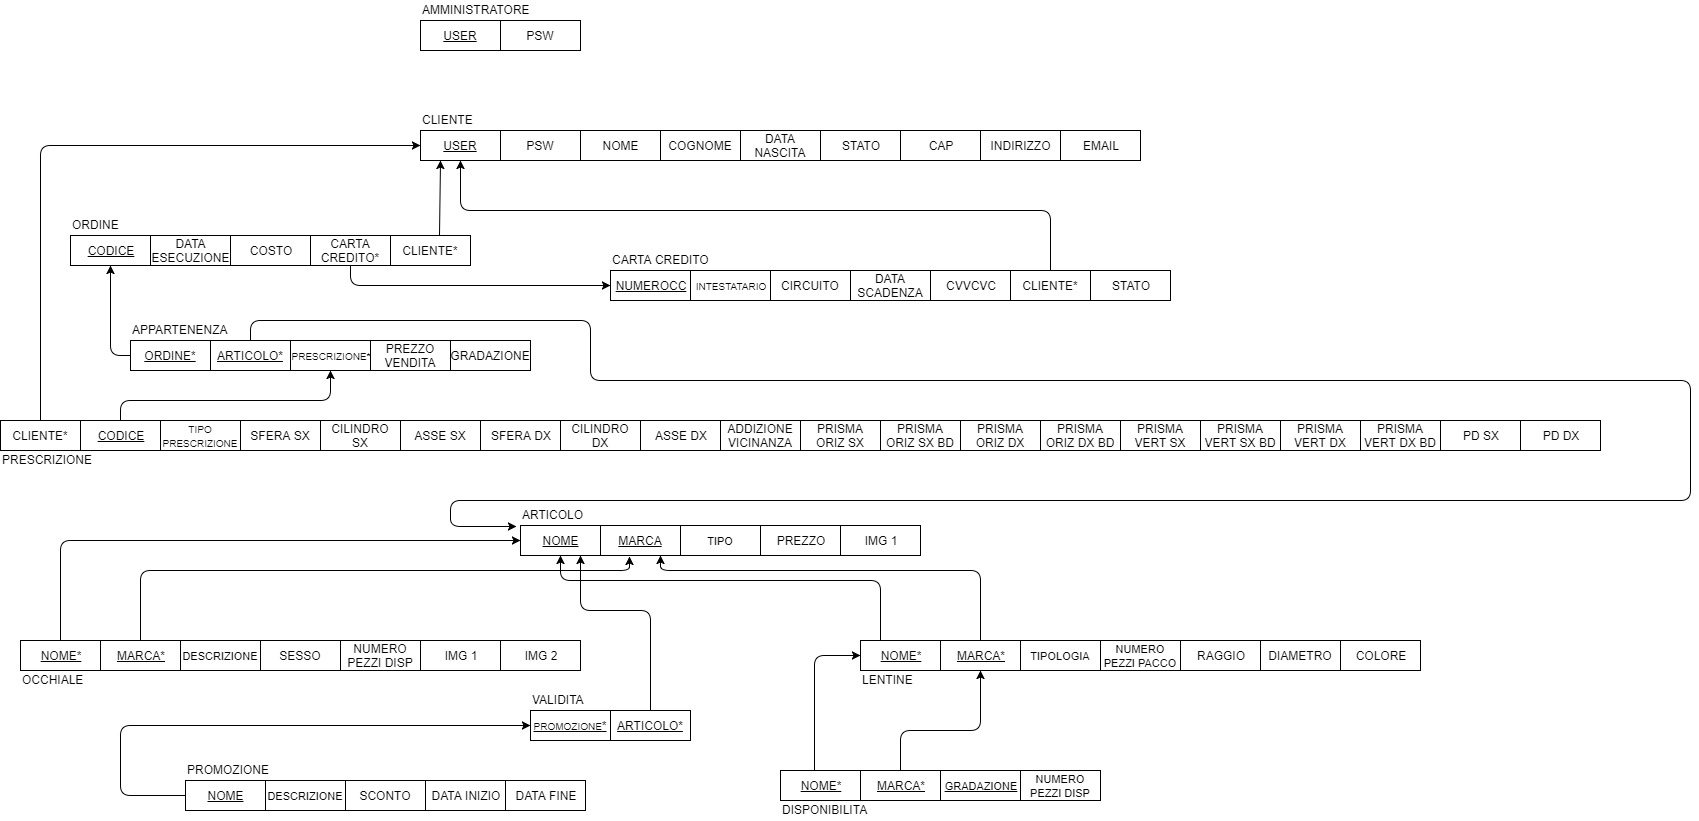 AMMINISTRATORE
USER PSW
CLIENTE
USER PSW NOME COGNOME DATA NASCITA STATO CAP INDIRIZZO EMAIL
ORDINE
CODICE DATA ESECUZIONE COSTO CARTA CREDITO* CLIENTE*
CARTA CREDITO
NUMEROCC INTESTATARIO CIRCUITO DATA SCADENZA CVVCVC CLIENTE* STATO
APPARTENENZA
ORDINE* ARTICOLO* PRESCRIZIONE* PREZZO VENDITA GRADAZIONE
CLIENTE* CODICE TIPO PRESCRIZIONE SFERA SX CILINDRO SX ASSE SX SFERA DX CILINDRO DX ASSE DX ADDIZIONE VICINANZA PRISMA ORIZ SX PRISMA ORIZ SX BD PRISMA ORIZ DX PRISMA ORIZ DX BD PRISMA VERT SX PRISMA VERT SX BD PRISMA VERT DX PRISMA VERT DX BD PD SX PD DX
PRESCRIZIONE
ARTICOLO
NOME MARCA TIPO PREZZO IMG 1
NOME* MARCA* DESCRIZIONE SESSO NUMERO PEZZI DISP IMG 1 IMG 2
OCCHIALE
NOME* MARCA* TIPOLOGIA NUMERO PEZZI PACCO RAGGIO DIAMETRO COLORE
LENTINE
VALIDITA
PROMOZIONE* ARTICOLO*
PROMOZIONE
NOME DESCRIZIONE SCONTO DATA INIZIO DATA FINE
NOME* MARCA* GRADAZIONE NUMERO PEZZI DISP
DISPONIBILITA